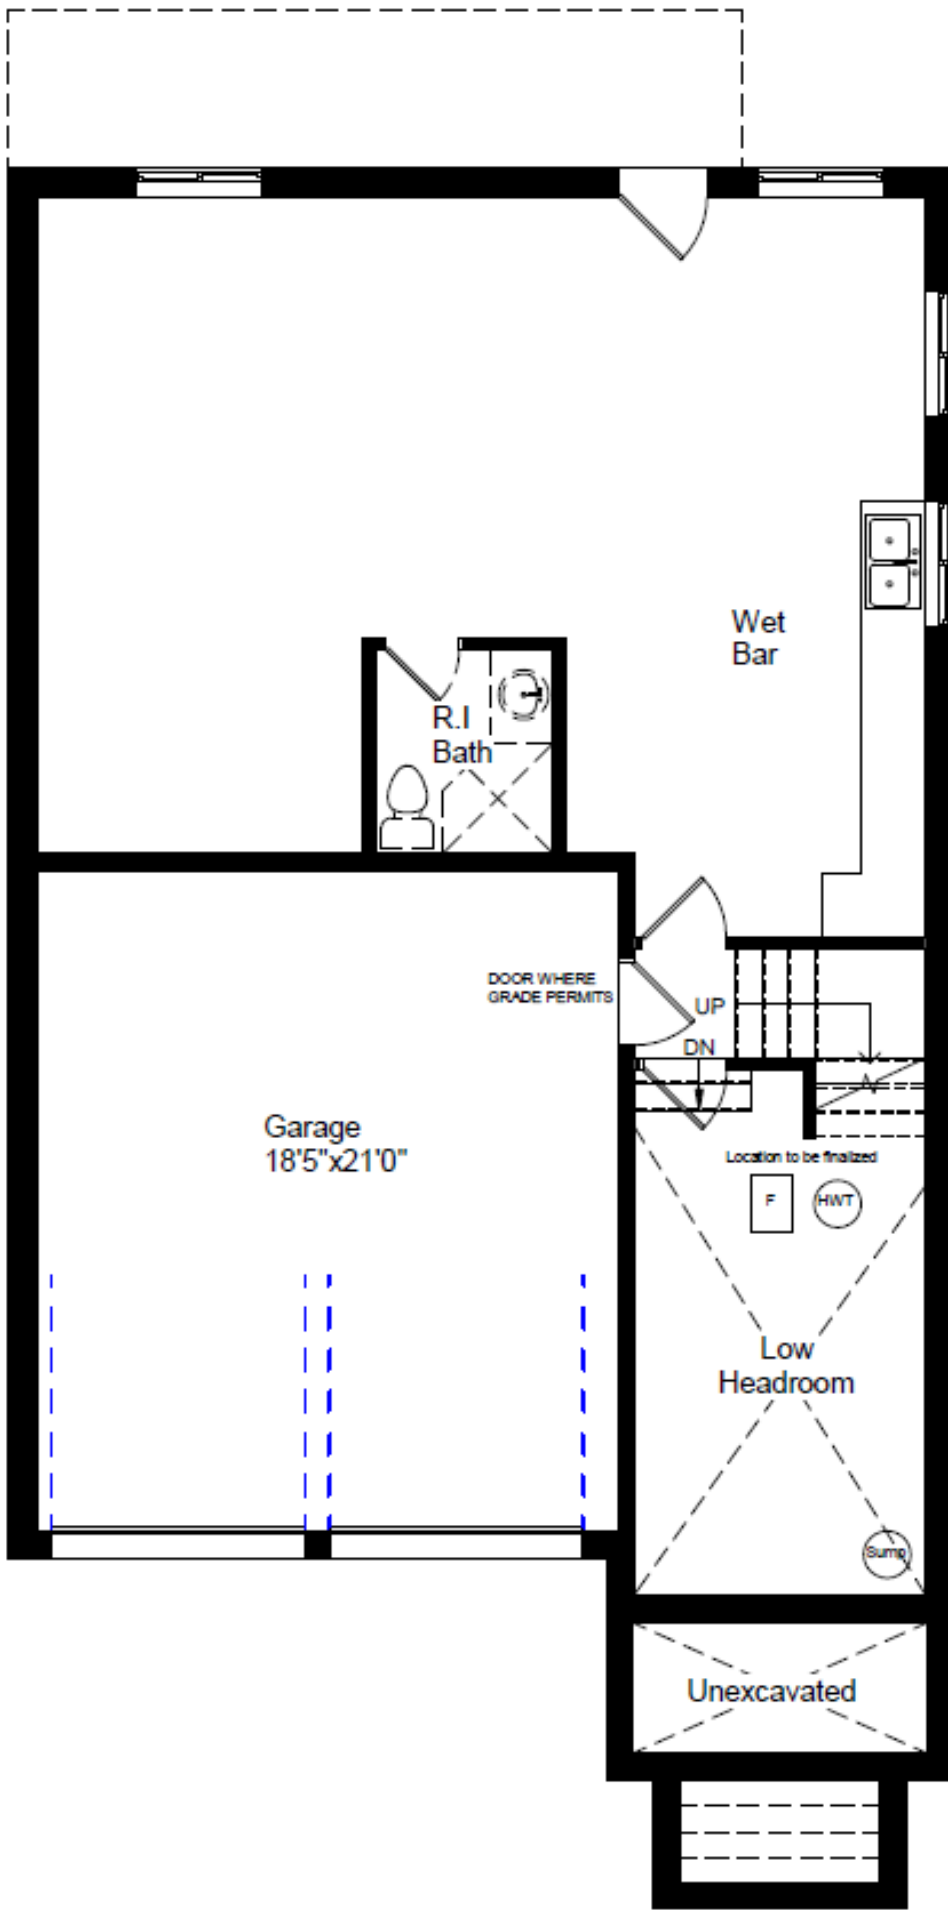 Wet
Bar
R.I
Bath
DOOR WHERE
GRADE PERMITS
UP
DN
Garage
18'5"x21'0"
Location to be finalized
F
HWT
Low
Headroom
Sump
Unexcavated